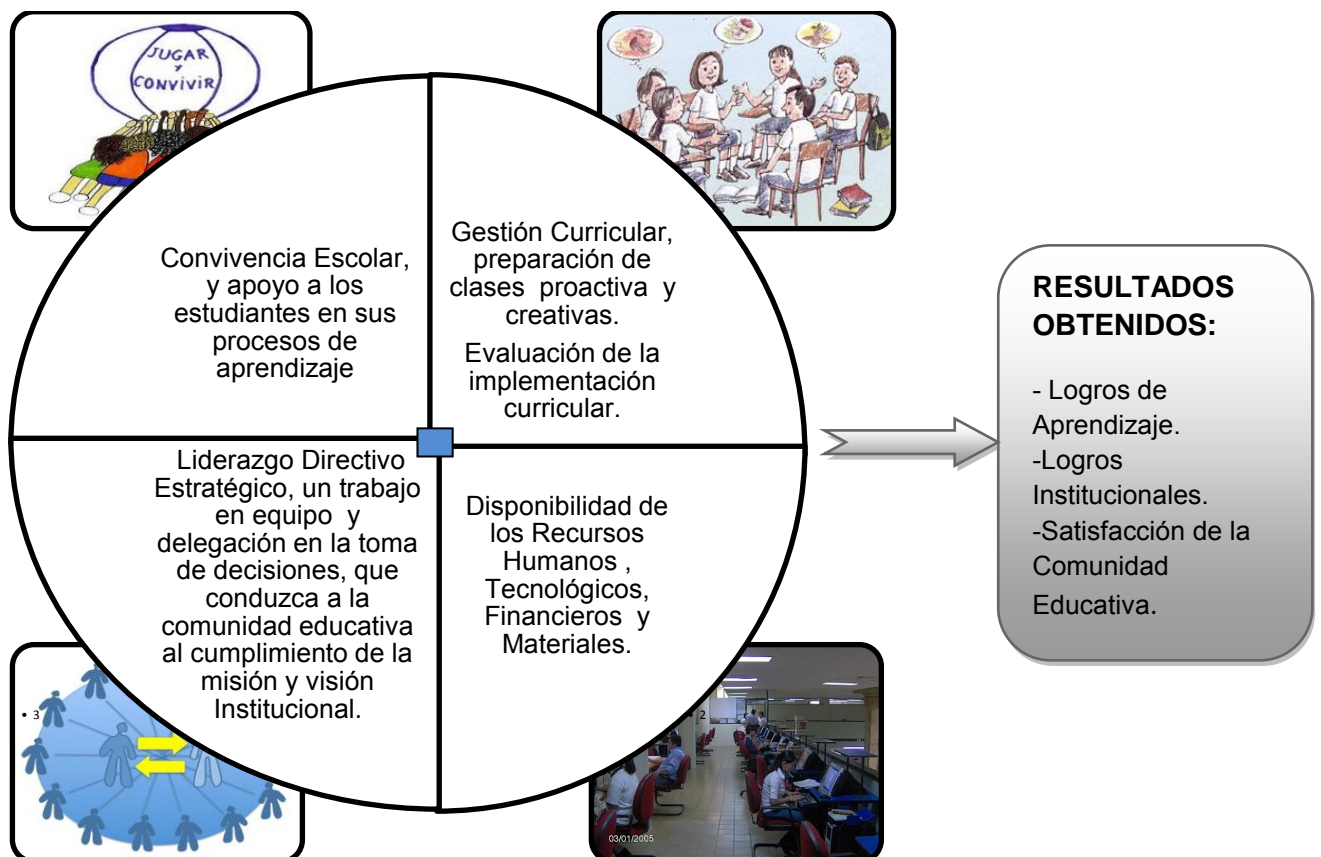 JUGAR
Y
CONVIVIR
Convivencia Escolar,
y apoyo a los
estudiantes en sus
procesos de
aprendizaje
Gestión Curricular,
preparación de
clases proactiva y
creativas.
Evaluación de la
implementación
curricular.
Liderazgo Directivo
Estratégico, un trabajo
en equipo y
delegación en la toma
de decisiones, que
conduzca a la
comunidad educativa
al cumplimiento de la
misión y visión
Institucional.
Disponibilidad de
los Recursos
Humanos ,
Tecnológicos,
Financieros y
Materiales.
• 3
• 2
03/01/2005
RESULTADOS
OBTENIDOS:
- Logros de
Aprendizaje.
-Logros
Institucionales.
-Satisfacción de la
Comunidad
Educativa.